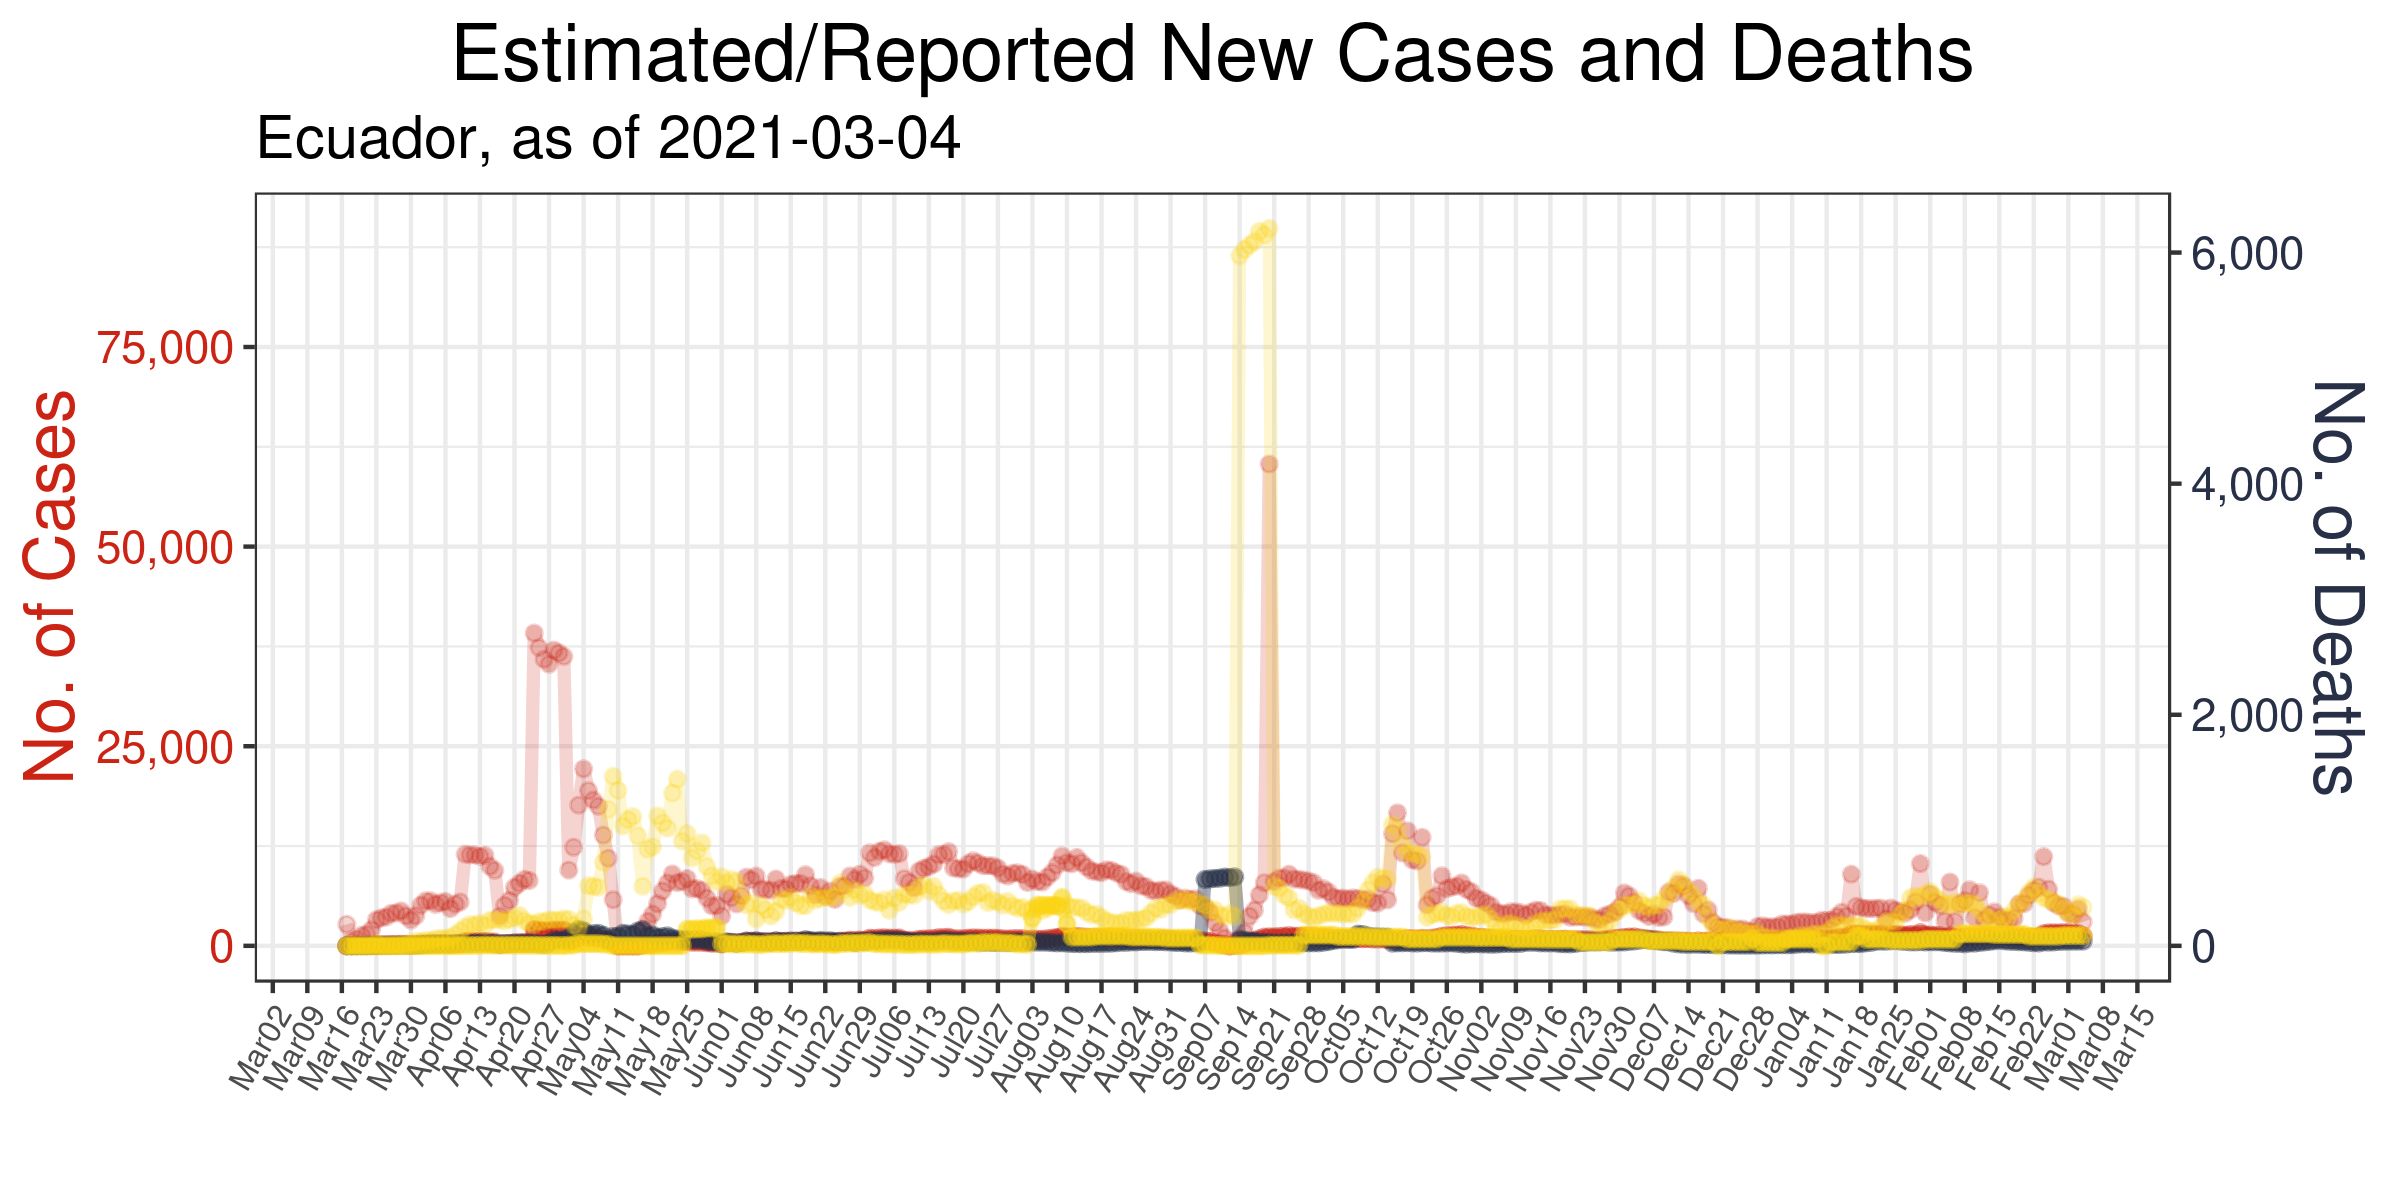 Estimated/Reported New Cases and Deaths
Ecuador, as of 2021-03-04
No. of Cases
75,000
50,000
25,000
0
6,000
4,000
2,000
0
No. of Deaths
Mar02
Mar09
Mar16
Mar23
Mar30
Apr06
Apr13
Apr20
Apr27
May04
May11
May18
May25
Jun01
Jun08
Jun15
Jun22
Jun29
Jul06
Jul13
Jul20
Jul27
Aug03
Aug10
Aug17
Aug24
Aug31
Sep07
Sep14
Sep21
Sep28
Oct05
Oct12
Oct19
Oct26
Nov02
Nov09
Nov16
Nov23
Nov30
Dec07
Dec14
Dec21
Dec28
Jan04
Jan11
Jan18
Jan25
Feb01
Feb08
Feb15
Feb22
Mar01
Mar08
Mar15